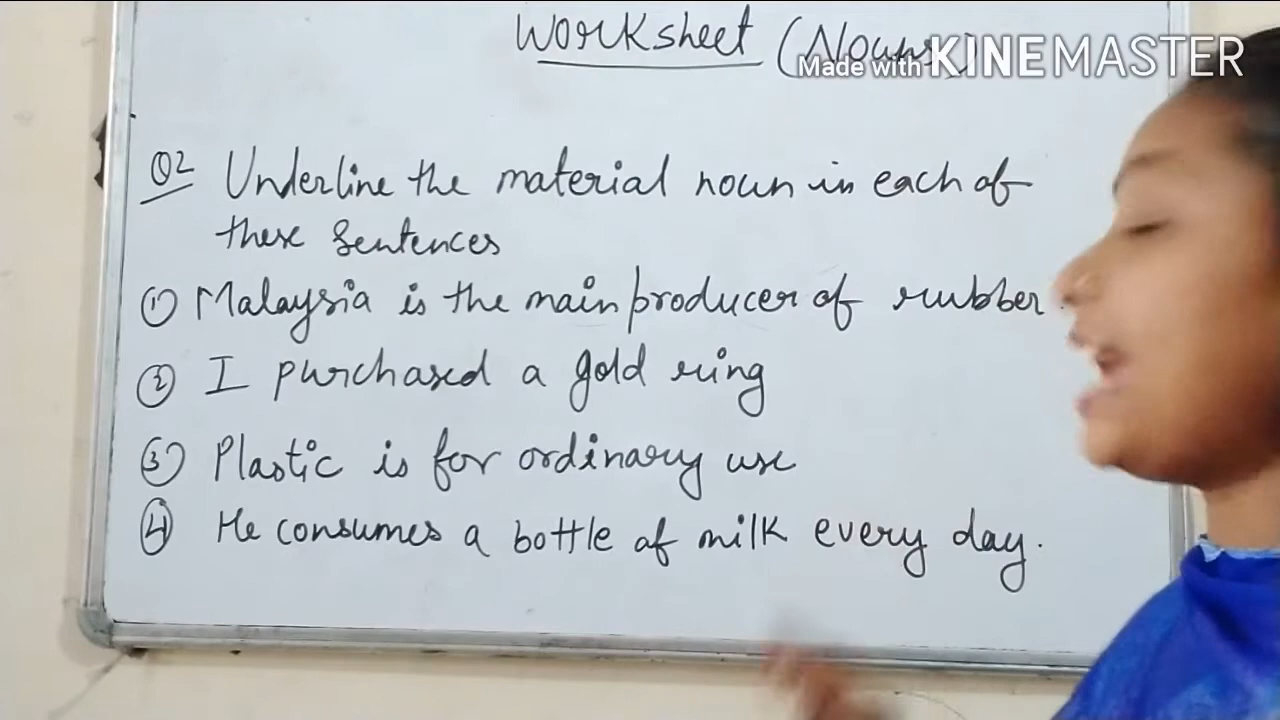 Worksheet (Nouns)
Made with KINEMASTER
Q2 Underline the material noun in each of
these sentences
① Malaysia is the main producer of rubber
② I purchased a gold ring
③ Plastic is for ordinary use
④ He consumes a bottle of milk every day.